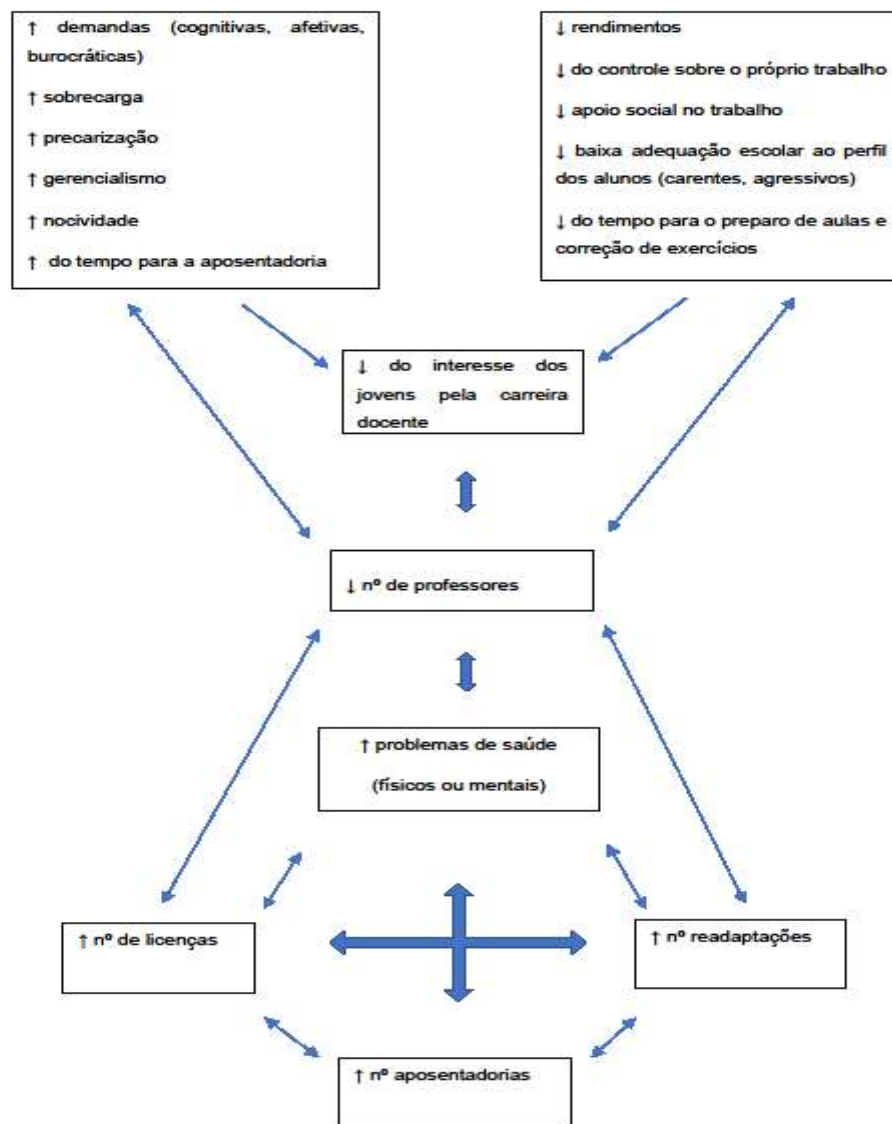 ↑ demandas (cognitivas, afetivas,
burocráticas)
↑ sobrecarga
↑ precarização
↑ gerencialismo
↑ nocividade
↑ do tempo para a aposentadoria
↓ rendimentos
↓ do controle sobre o próprio trabalho
↓ apoio social no trabalho
↓ baixa adequação escolar ao perfil
dos alunos (carentes, agressivos)
↓ do tempo para o preparo de aulas e
correção de exercícios
↓ do interesse dos
jovens pela carreira
docente
↓ nº de professores
↑ problemas de saúde
(físicos ou mentais)
↑ nº de licenças
↑ nº readaptações
↑ nº aposentadorias